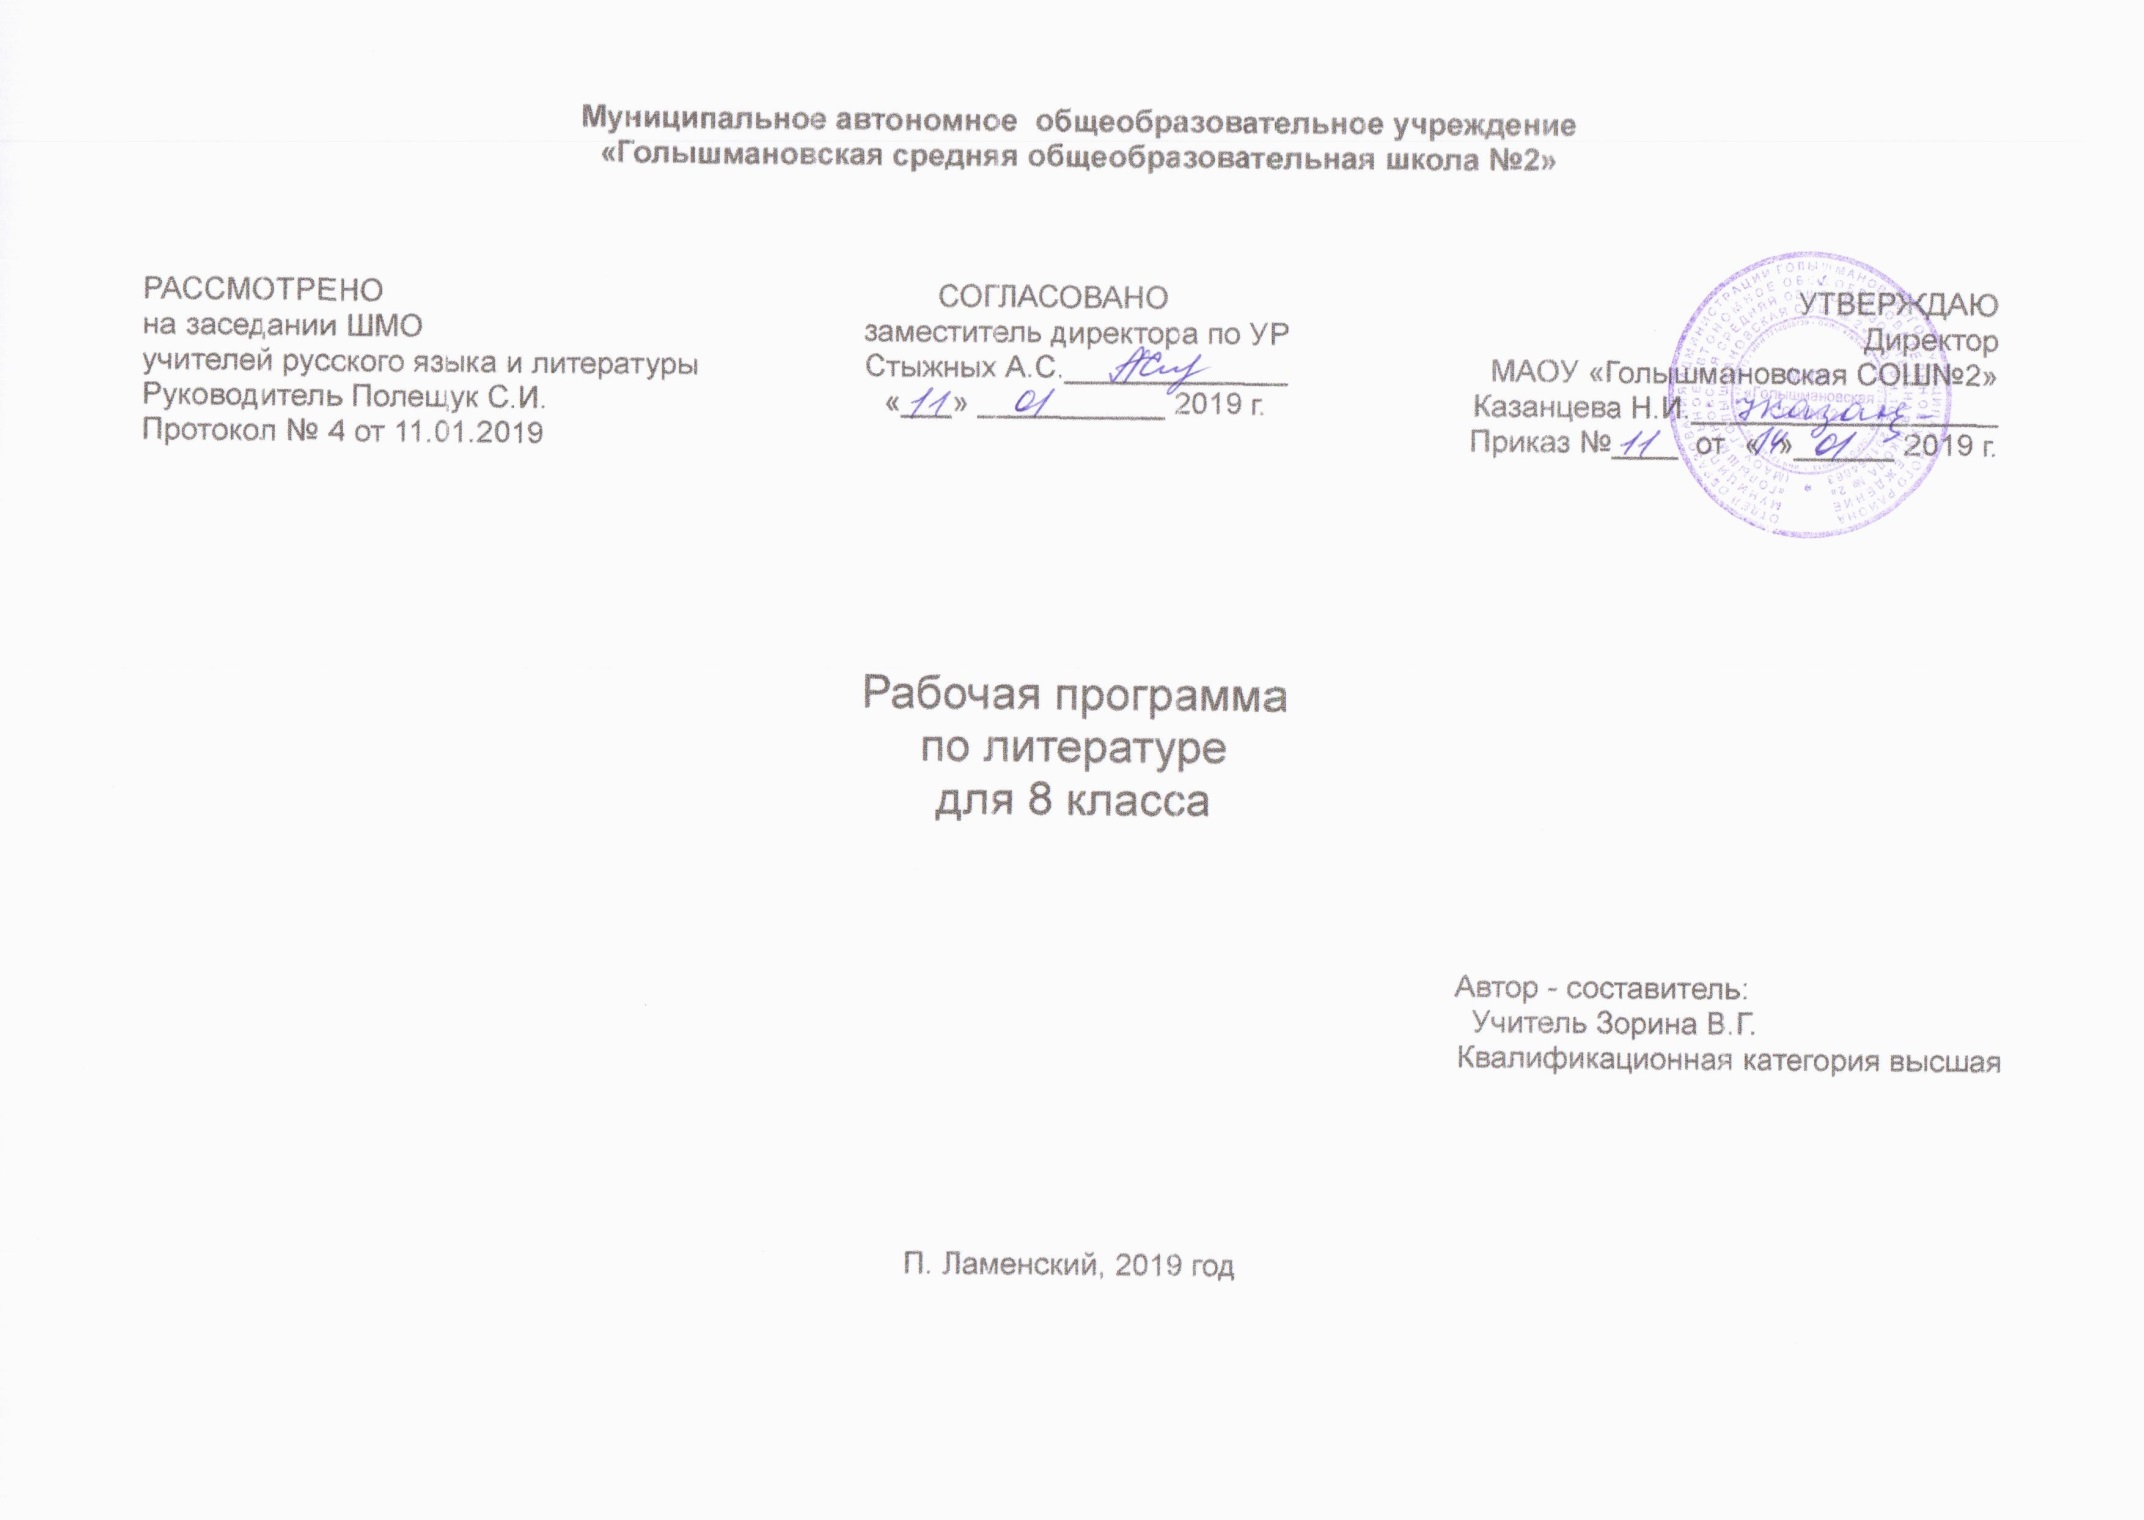 Муниципальное автономное общеобразовательное учреждение
«Голышмановская средняя общеобразовательная школа №2»
РАССМОТРЕНО
на заседании ШМО
учителей русского языка и литературы
Руководитель Полещук С.И.
Протокол № 4 от 11.01.2019
СОГЛАСОВАНО
заместитель директора по УР
Стыжных А.С.
«11» 01 2019 г.
УТВЕРЖДАЮ
Директор
МАОУ «Голышмановская СОШ№2»
Казанцева Н.И.
Приказ № 11 от «14» 01 2019 г.
Рабочая программа
по литературе
для 8 класса
Автор - составитель:
Учитель Зорина В.Г.
Квалификационная категория высшая
П. Ламенский, 2019 год